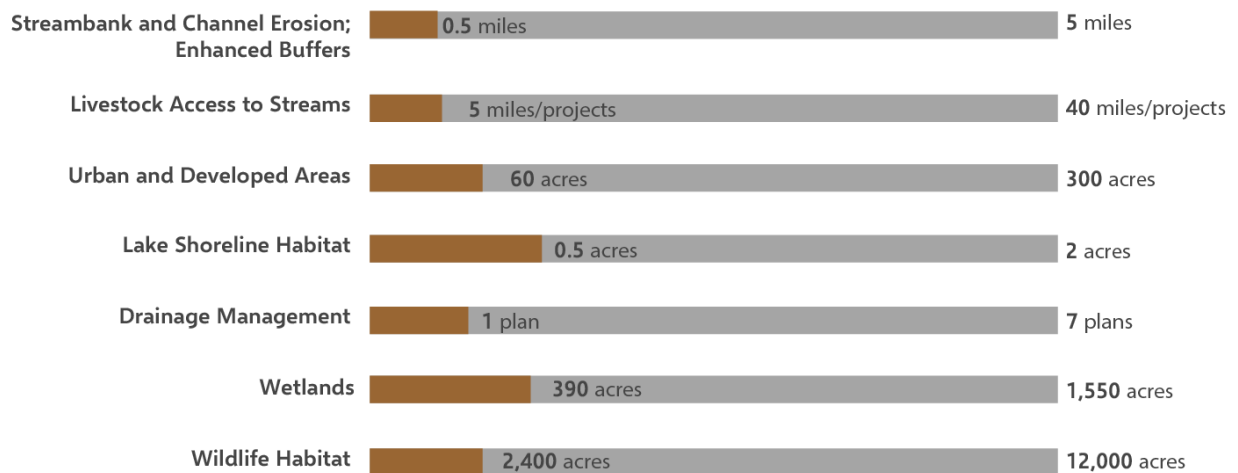 Streambank and Channel Erosion;
Enhanced Buffers
0.5 miles
5 miles
Livestock Access to Streams
5 miles/projects
40 miles/projects
Urban and Developed Areas
60 acres
300 acres
Lake Shoreline Habitat
0.5 acres
2 acres
Drainage Management
1 plan
7 plans
Wetlands
390 acres
1,550 acres
Wildlife Habitat
2,400 acres
12,000 acres